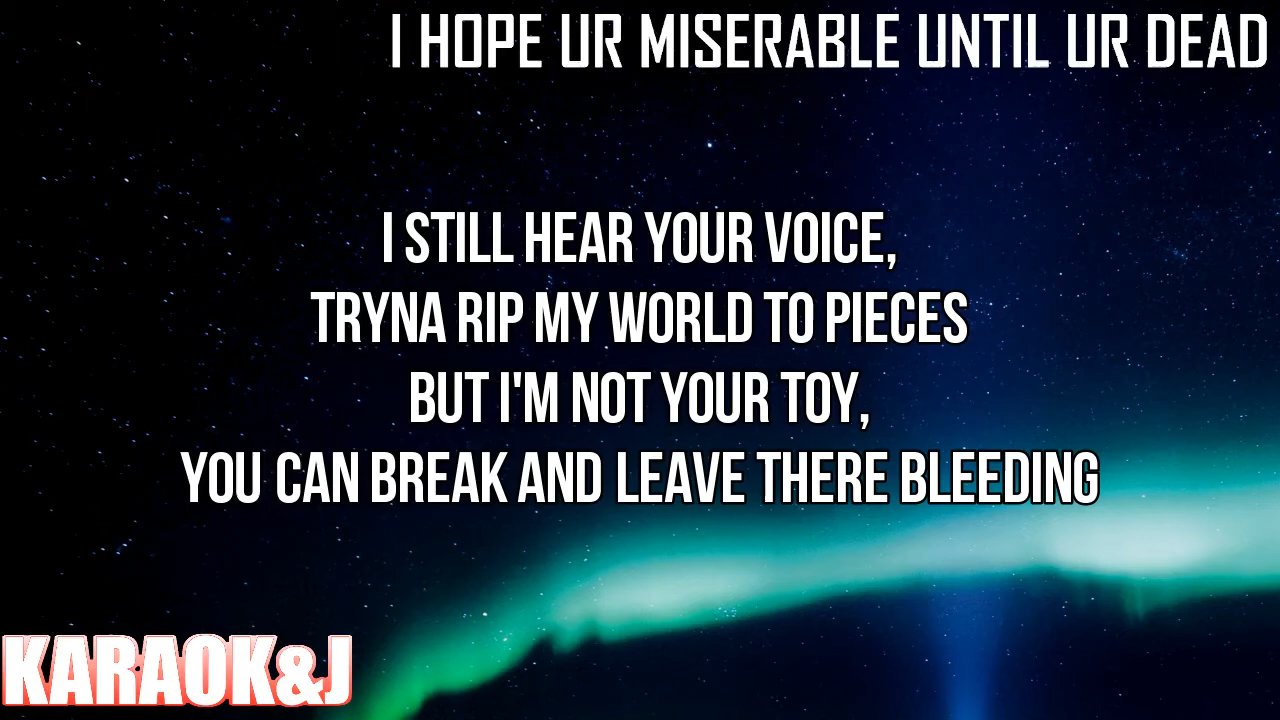 I HOPE UR MISERABLE UNTIL UR DEAD
I STILL HEAR YOUR VOICE,
TRYNA RIP MY WORLD TO PIECES
BUT I'M NOT YOUR TOY,
YOU CAN BREAK AND LEAVE THERE BLEEDING
KARAOK&J